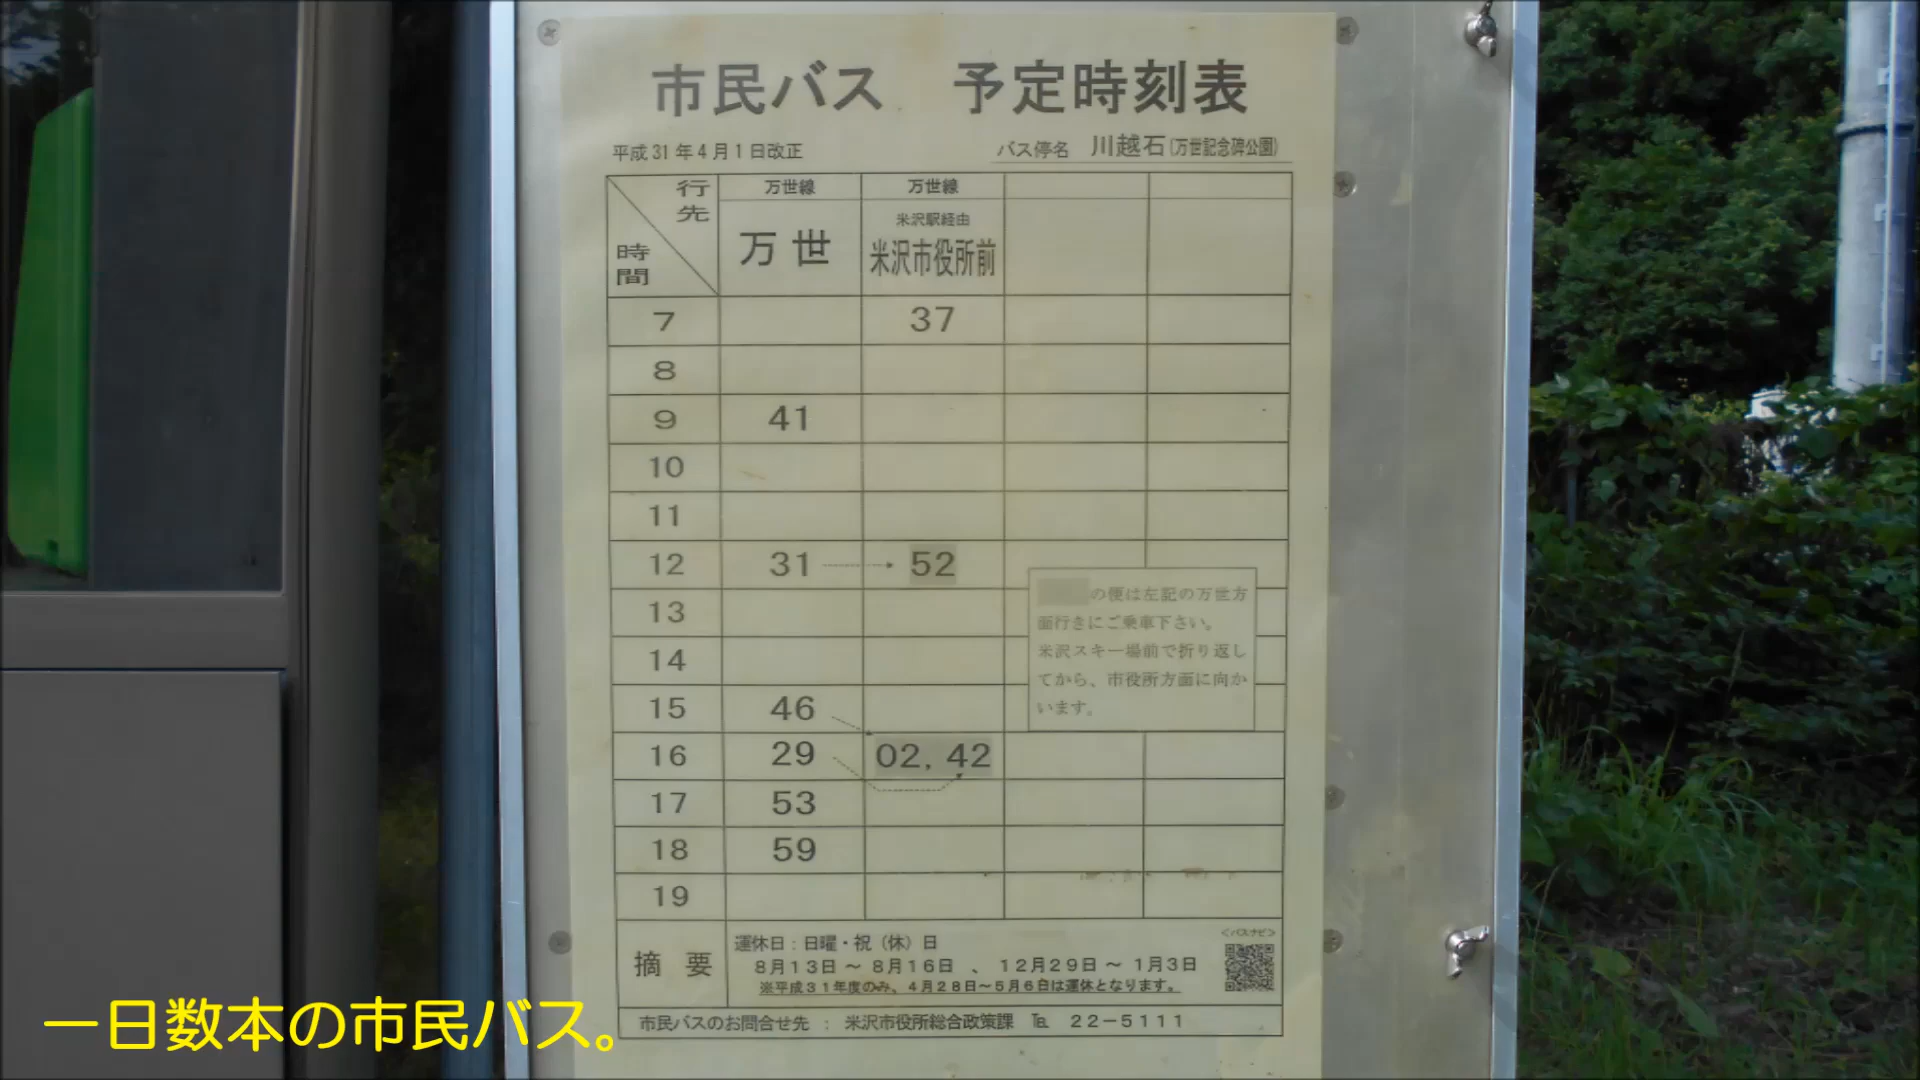 市民バス　予定時刻表
平成31年4月1日改正　バス停名　川越石(万世記念碑公園)
行先　万世線　万世線
時間　万世　米沢駅経由　米沢市役所前
7　37
8
9　41
10
11
12　31　52
13
14
15　46
16　29　02, 42
17　53
18　59
19
の便は左記の万世方
面行きにご乗車下さい。
米沢スキー場前で折り返し
てから、市役所方面に向か
います。
摘要　運休日：日曜・祝（休）日　<バスナビ>
8月13日～8月16日　、　12月29日～1月3日
※平成31年度のみ、4月28日～5月6日は運休となります。
市民バスのお問合せ先　：　米沢市役所総合政策課　℡　22－5111
一日数本の市民バス。